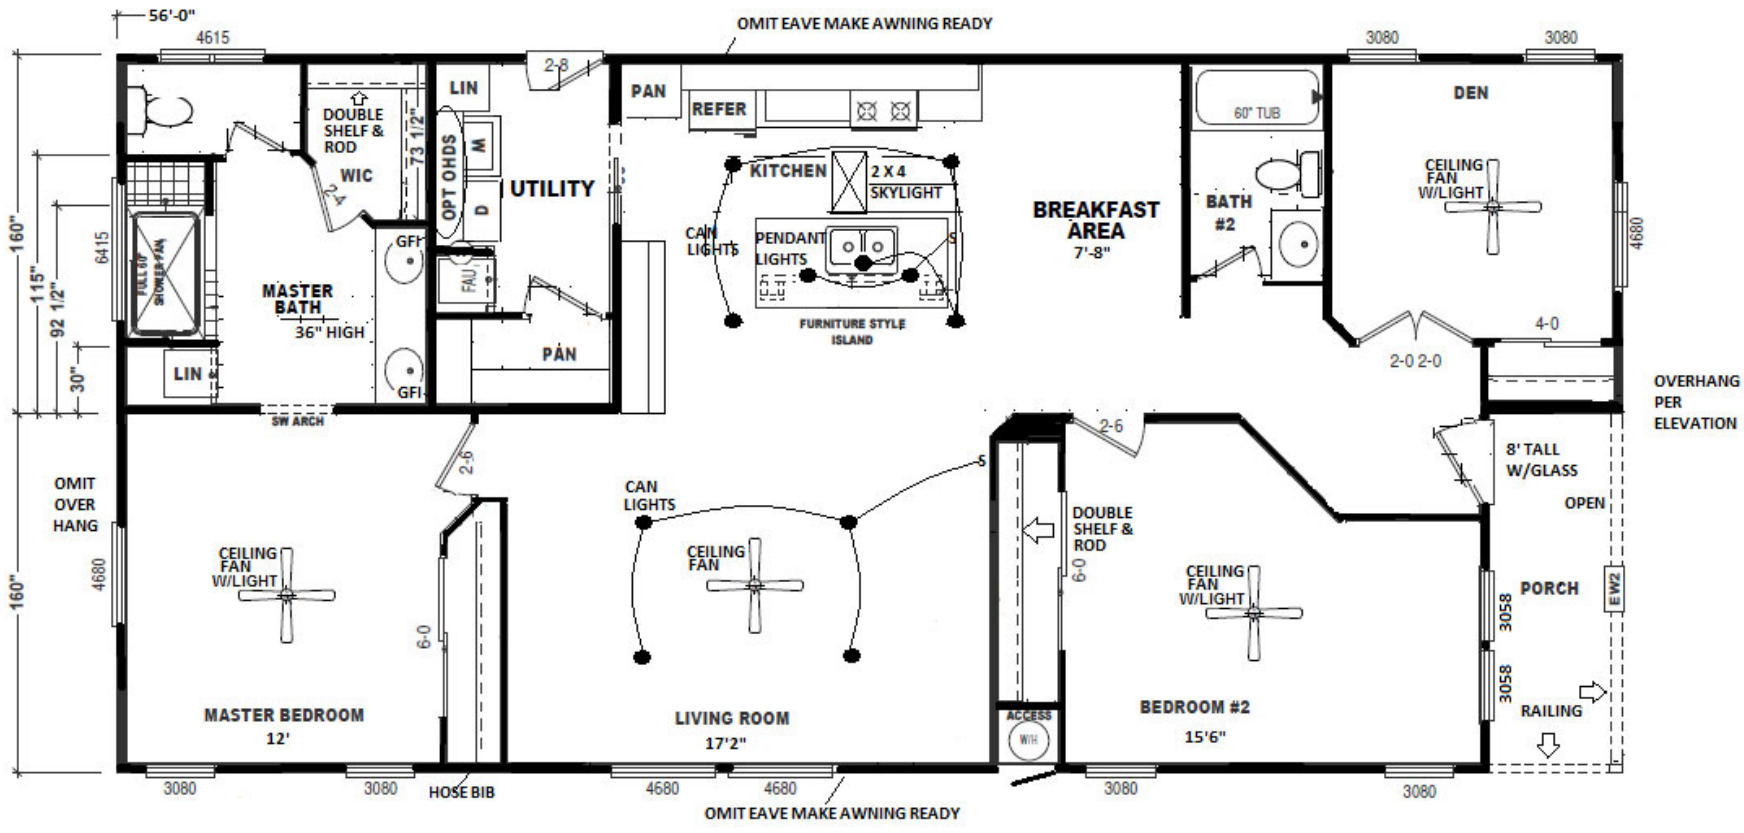 56'-0"
OMIT EAVE MAKE AWNING READY
4615
3080
3080
2-8
LIN
PAN
REFER
60" TUB
DEN
DOUBLE
SHELF &
ROD
73 1/2"
WIC
2-4
OPT OHDS
W
D
UTILITY
KITCHEN
2 X 4
SKYLIGHT
BREAKFAST
AREA
7'-8"
BATH
#2
CEILING
FAN
W/LIGHT
4680
CAN
LIGHTS
PENDANT
LIGHTS
S
160"
115"
92 1/2"
30"
6415
FULL 60"
SHOWER PAN
MASTER
BATH
36" HIGH
GFI
GFI
FAU
PAN
LIN
FURNITURE STYLE
ISLAND
4-0
2-0 2-0
OVERHANG
PER
ELEVATION
SW ARCH
2-6
2-6
8' TALL
W/GLASS
OPEN
OMIT
OVER
HANG
CAN
LIGHTS
S
DOUBLE
SHELF &
ROD
6-0
160"
4680
CEILING
FAN
W/LIGHT
6-0
CEILING
FAN
CEILING
FAN
W/LIGHT
3058
3058
PORCH
EW2
RAILING
MASTER BEDROOM
12'
LIVING ROOM
17'2"
ACCESS
W/H
BEDROOM #2
15'6"
3080
3080
HOSE BIB
4680
4680
3080
3080
OMIT EAVE MAKE AWNING READY